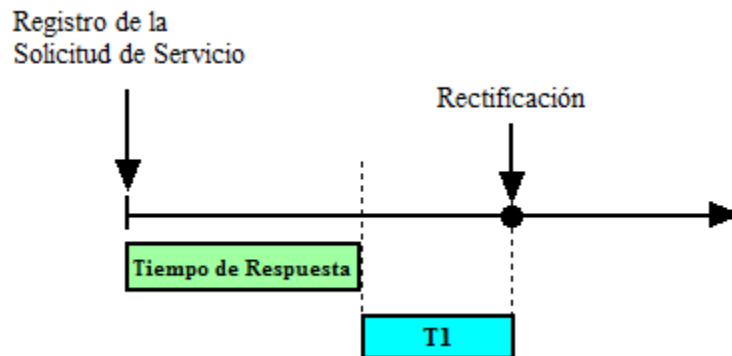 Registro de la
Solicitud de Servicio
Rectificación
Tiempo de Respuesta
T1